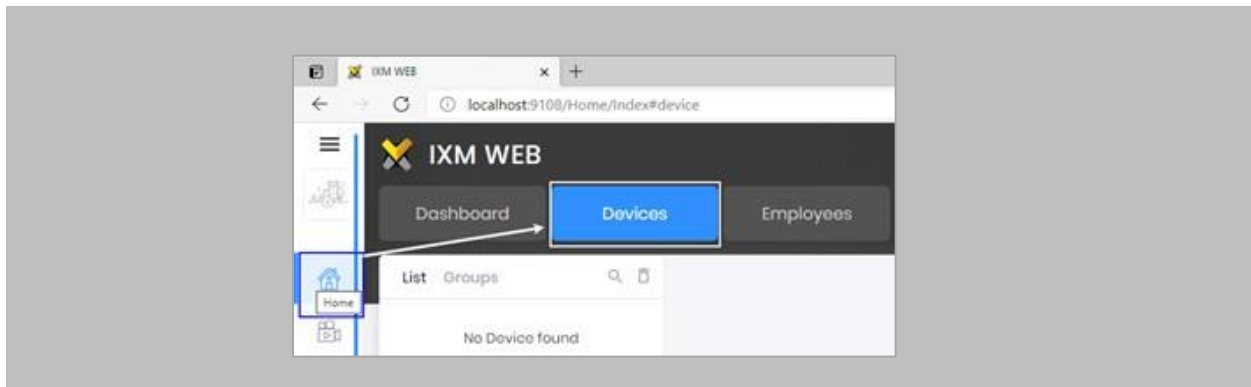 IXM WEB
localhost:9108/Home/Index#device
IXM WEB
Dashboard Devices Employees
List Groups
Home
No Device found